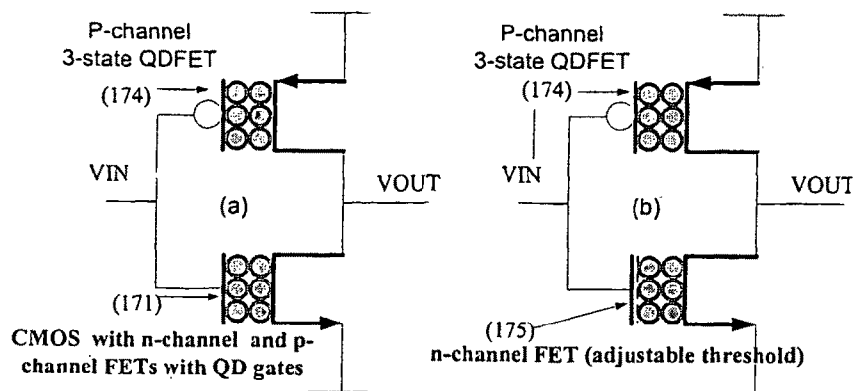 P-channel
3-state QDFET
(174)
VIN
VOUT
(a)
(171)
CMOS with n-channel and p-
channel FETs with QD gates
P-channel
3-state QDFET
(174)
VIN
VOUT
(b)
(175)
n-channel FET (adjustable threshold)